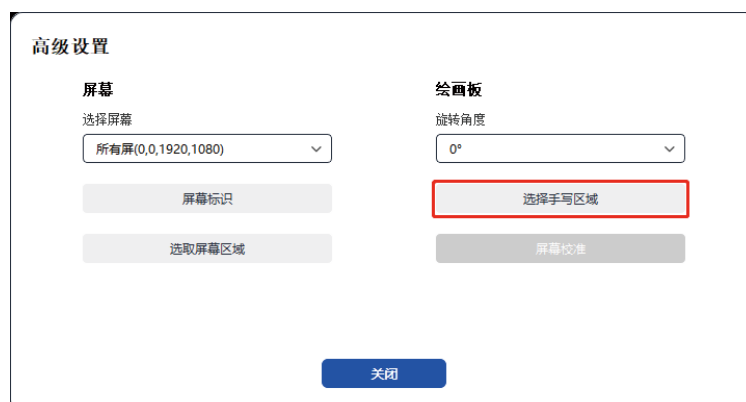 高级设置
屏幕
选择屏幕
所有屏(0,0,1920,1080)
屏幕标识
选取屏幕区域
绘画板
旋转角度
0°
选择手写区域
屏幕校准
关闭